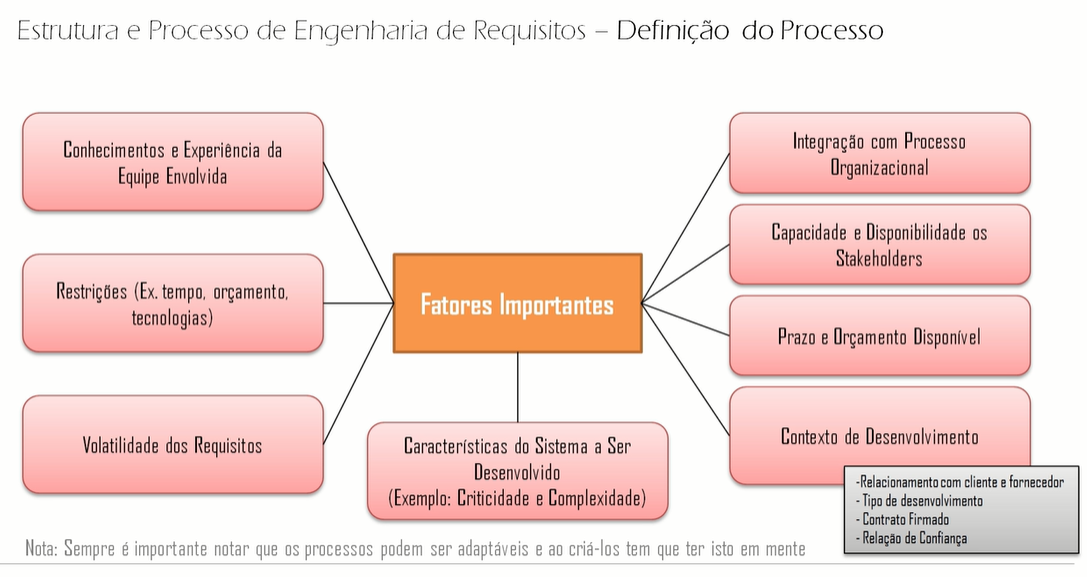 Estrutura e Processo de Engenharia de Requisitos – Definição do Processo
Conhecimentos e Experiência da
Equipe Envolvida
Restrições (Ex. tempo, orçamento,
tecnologias)
Volatilidade dos Requisitos
Fatores Importantes
Características do Sistema a Ser
Desenvolvido
(Exemplo: Criticidade e Complexidade)
Integração com Processo
Organizacional
Capacidade e Disponibilidade os
Stakeholders
Prazo e Orçamento Disponível
Contexto de Desenvolvimento
-Relacionamento com cliente e fornecedor
- Tipo de desenvolvimento
- Contrato Firmado
- Relação de Confiança
Nota: Sempre é importante notar que os processos podem ser adaptáveis e ao criá-los tem que ter isto em mente